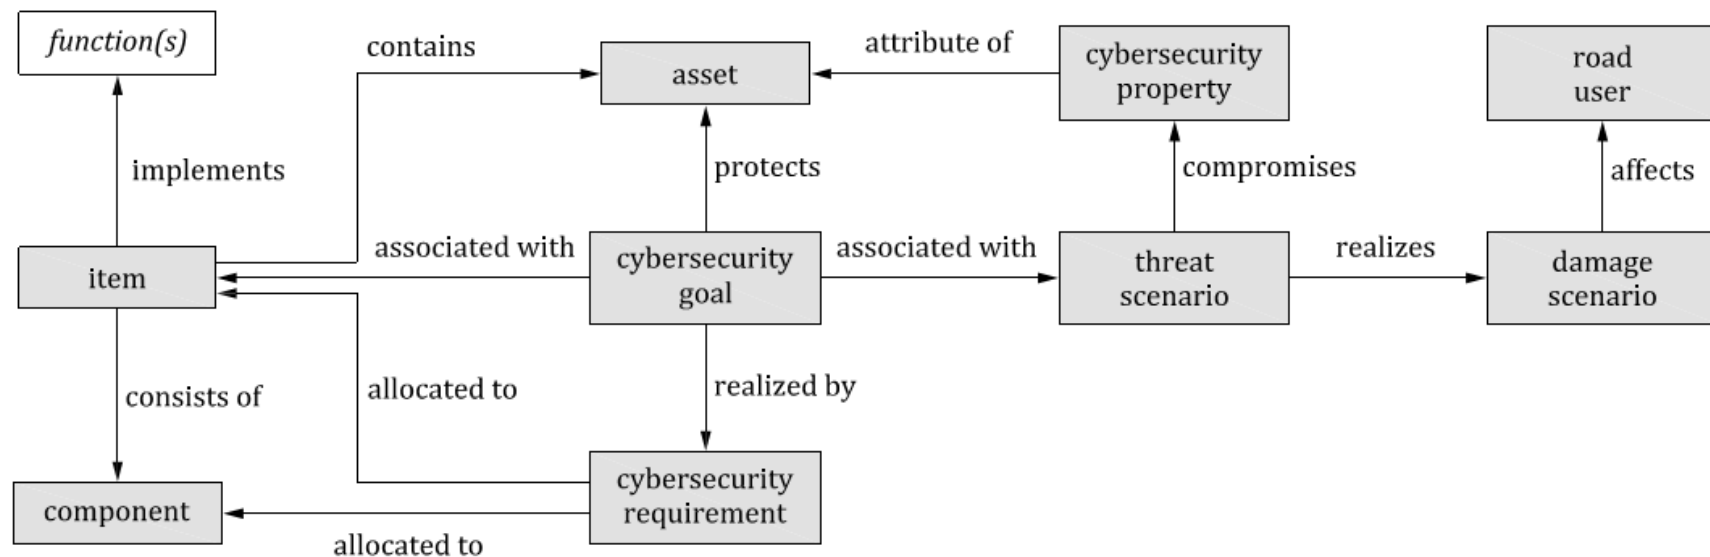 function(s)
contains
asset
attribute of
cybersecurity
property
road
user
implements
protects
compromises
affects
item
associated with
cybersecurity
goal
associated with
threat
scenario
realizes
damage
scenario
consists of
allocated to
realized by
component
cybersecurity
requirement
allocated to